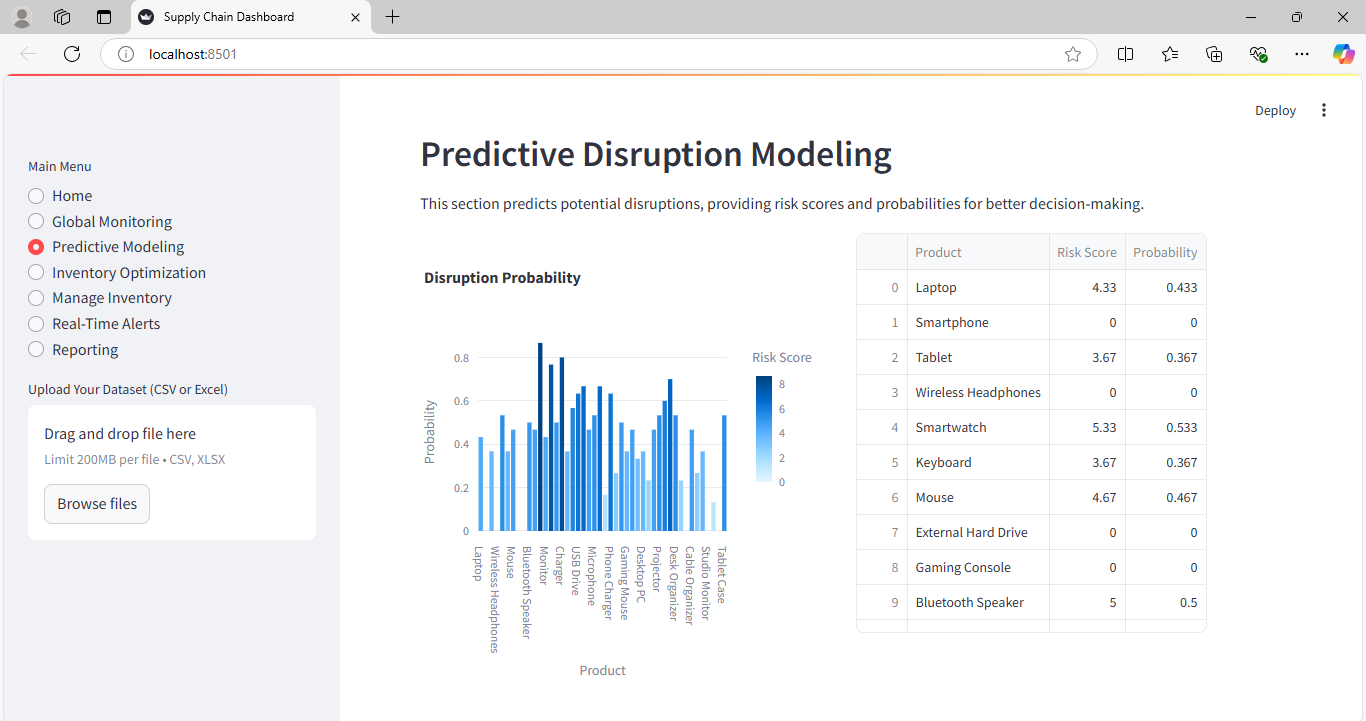 Supply Chain Dashboard
localhost:8501
Deploy
Main Menu
Home
Global Monitoring
Predictive Modeling
Inventory Optimization
Manage Inventory
Real-Time Alerts
Reporting
Upload Your Dataset (CSV or Excel)
Drag and drop file here
Limit 200MB per file • CSV, XLSX
Browse files
Predictive Disruption Modeling
This section predicts potential disruptions, providing risk scores and probabilities for better decision-making.
Disruption Probability
Probability
0.8
0.6
0.4
0.2
0
Laptop
Wireless Headphones
Mouse
Bluetooth Speaker
Monitor
Charger
USB Drive
Microphone
Phone Charger
Gaming Mouse
Desktop PC
Projector
Desk Organizer
Cable Organizer
Studio Monitor
Tablet Case
Product
Risk Score
8
6
4
2
0
Product Risk Score Probability
0 Laptop 4.33 0.433
1 Smartphone 0 0
2 Tablet 3.67 0.367
3 Wireless Headphones 0 0
4 Smartwatch 5.33 0.533
5 Keyboard 3.67 0.367
6 Mouse 4.67 0.467
7 External Hard Drive 0 0
8 Gaming Console 0 0
9 Bluetooth Speaker 5 0.5